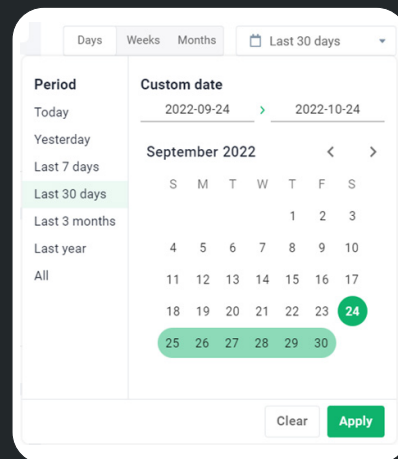 Days Weeks Months Last 30 days
Period
Today
Yesterday
Last 7 days
Last 30 days
Last 3 months
Last year
All
Custom date
2022-09-24 > 2022-10-24
September 2022 < >
S M T W T F S
1 2 3
4 5 6 7 8 9 10
11 12 13 14 15 16 17
18 19 20 21 22 23 24
25 26 27 28 29 30
Clear Apply